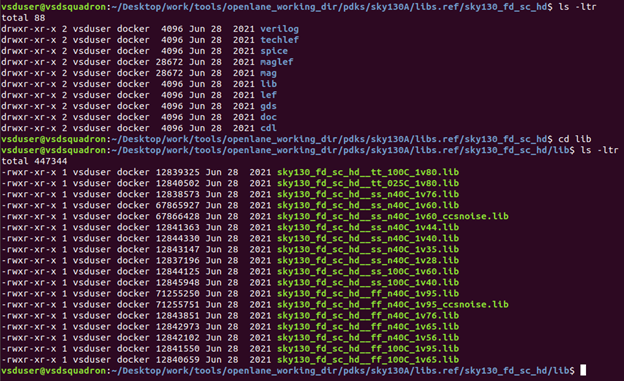 vsduser@vsdsquadron:~/Desktop/work/tools/openlane_working_dir/pdks/sky130A/libs.ref/sky130_fd_sc_hd$ ls -ltr
total 88
drwxr-xr-x 2 vsduser docker  4096 Jun 28  2021 verilog
drwxr-xr-x 2 vsduser docker  4096 Jun 28  2021 techlef
drwxr-xr-x 2 vsduser docker  4096 Jun 28  2021 spice
drwxr-xr-x 2 vsduser docker 28672 Jun 28  2021 maglef
drwxr-xr-x 2 vsduser docker 28672 Jun 28  2021 mag
drwxr-xr-x 2 vsduser docker  4096 Jun 28  2021 lib
drwxr-xr-x 2 vsduser docker  4096 Jun 28  2021 lef
drwxr-xr-x 2 vsduser docker  4096 Jun 28  2021 gds
drwxr-xr-x 2 vsduser docker  4096 Jun 28  2021 doc
drwxr-xr-x 2 vsduser docker  4096 Jun 28  2021 cdl
vsduser@vsdsquadron:~/Desktop/work/tools/openlane_working_dir/pdks/sky130A/libs.ref/sky130_fd_sc_hd$ cd lib
vsduser@vsdsquadron:~/Desktop/work/tools/openlane_working_dir/pdks/sky130A/libs.ref/sky130_fd_sc_hd/lib$ ls -ltr
total 447344
-rwxr-xr-x 1 vsduser docker 12839325 Jun 28  2021 sky130_fd_sc_hd__tt_100C_1v80.lib
-rwxr-xr-x 1 vsduser docker 12840502 Jun 28  2021 sky130_fd_sc_hd__tt_025C_1v80.lib
-rwxr-xr-x 1 vsduser docker 12838573 Jun 28  2021 sky130_fd_sc_hd__ss_n40C_1v76.lib
-rwxr-xr-x 1 vsduser docker 67865927 Jun 28  2021 sky130_fd_sc_hd__ss_n40C_1v60.lib
-rwxr-xr-x 1 vsduser docker 67866428 Jun 28  2021 sky130_fd_sc_hd__ss_n40C_1v60_ccsnoise.lib
-rwxr-xr-x 1 vsduser docker 12841363 Jun 28  2021 sky130_fd_sc_hd__ss_n40C_1v44.lib
-rwxr-xr-x 1 vsduser docker 12844330 Jun 28  2021 sky130_fd_sc_hd__ss_n40C_1v40.lib
-rwxr-xr-x 1 vsduser docker 12843147 Jun 28  2021 sky130_fd_sc_hd__ss_n40C_1v35.lib
-rwxr-xr-x 1 vsduser docker 12837196 Jun 28  2021 sky130_fd_sc_hd__ss_n40C_1v28.lib
-rwxr-xr-x 1 vsduser docker 12844125 Jun 28  2021 sky130_fd_sc_hd__ss_100C_1v60.lib
-rwxr-xr-x 1 vsduser docker 12845948 Jun 28  2021 sky130_fd_sc_hd__ss_100C_1v40.lib
-rwxr-xr-x 1 vsduser docker 71255250 Jun 28  2021 sky130_fd_sc_hd__ff_n40C_1v95.lib
-rwxr-xr-x 1 vsduser docker 71255751 Jun 28  2021 sky130_fd_sc_hd__ff_n40C_1v95_ccsnoise.lib
-rwxr-xr-x 1 vsduser docker 12843851 Jun 28  2021 sky130_fd_sc_hd__ff_n40C_1v76.lib
-rwxr-xr-x 1 vsduser docker 12842973 Jun 28  2021 sky130_fd_sc_hd__ff_n40C_1v65.lib
-rwxr-xr-x 1 vsduser docker 12842102 Jun 28  2021 sky130_fd_sc_hd__ff_n40C_1v56.lib
-rwxr-xr-x 1 vsduser docker 12841550 Jun 28  2021 sky130_fd_sc_hd__ff_100C_1v95.lib
-rwxr-xr-x 1 vsduser docker 12840659 Jun 28  2021 sky130_fd_sc_hd__ff_100C_1v65.lib
vsduser@vsdsquadron:~/Desktop/work/tools/openlane_working_dir/pdks/sky130A/libs.ref/sky130_fd_sc_hd/lib$